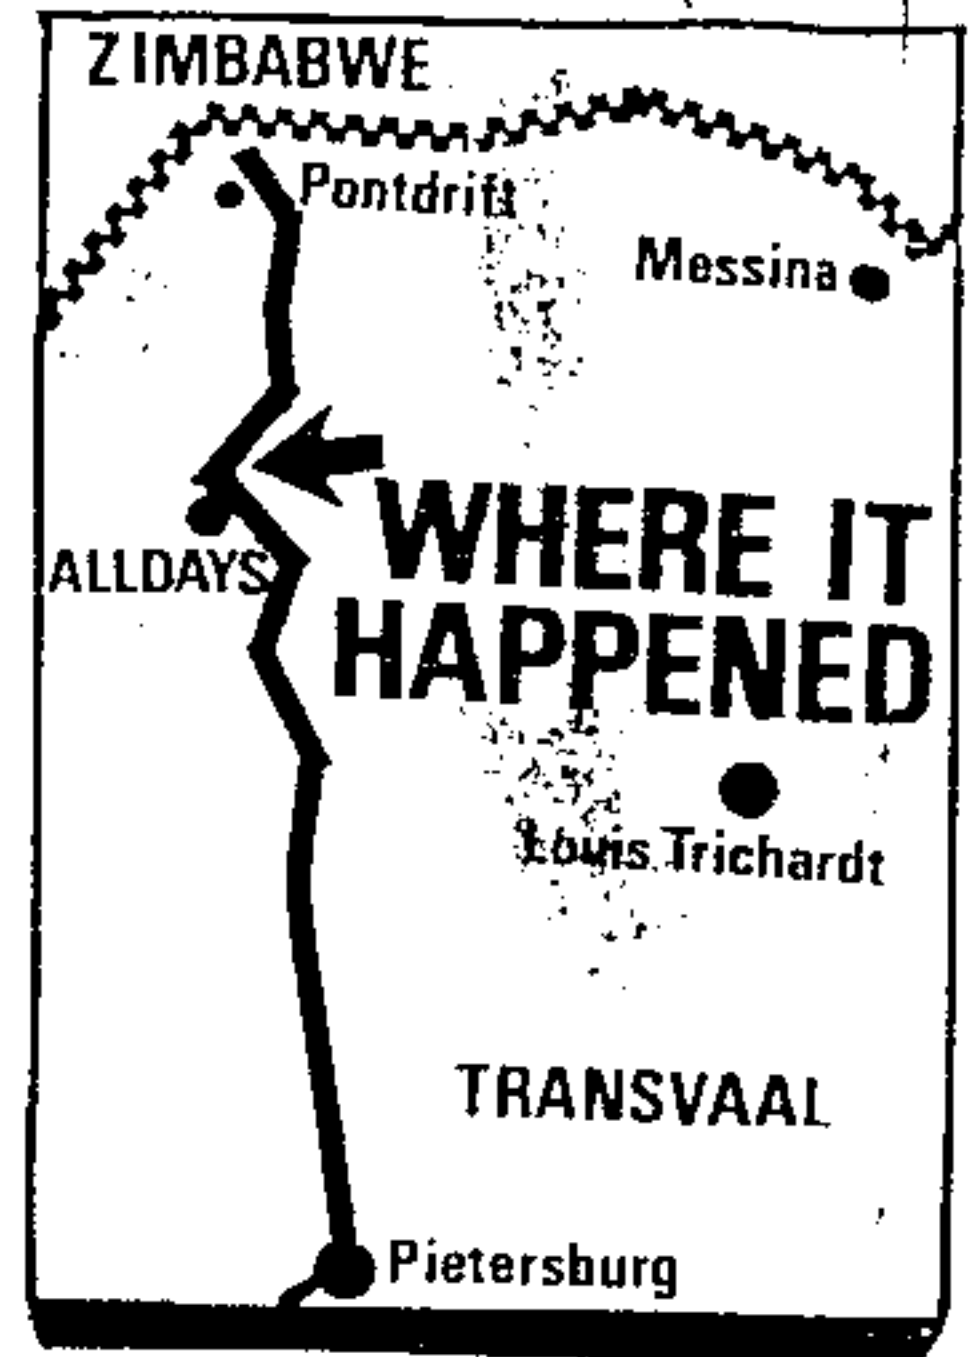 ZIMBABWE
Pontdrift
Messina
WHERE IT
HAPPENED
ALLDAYS
Louis Trichardt
TRANSVAAL
Pietersburg